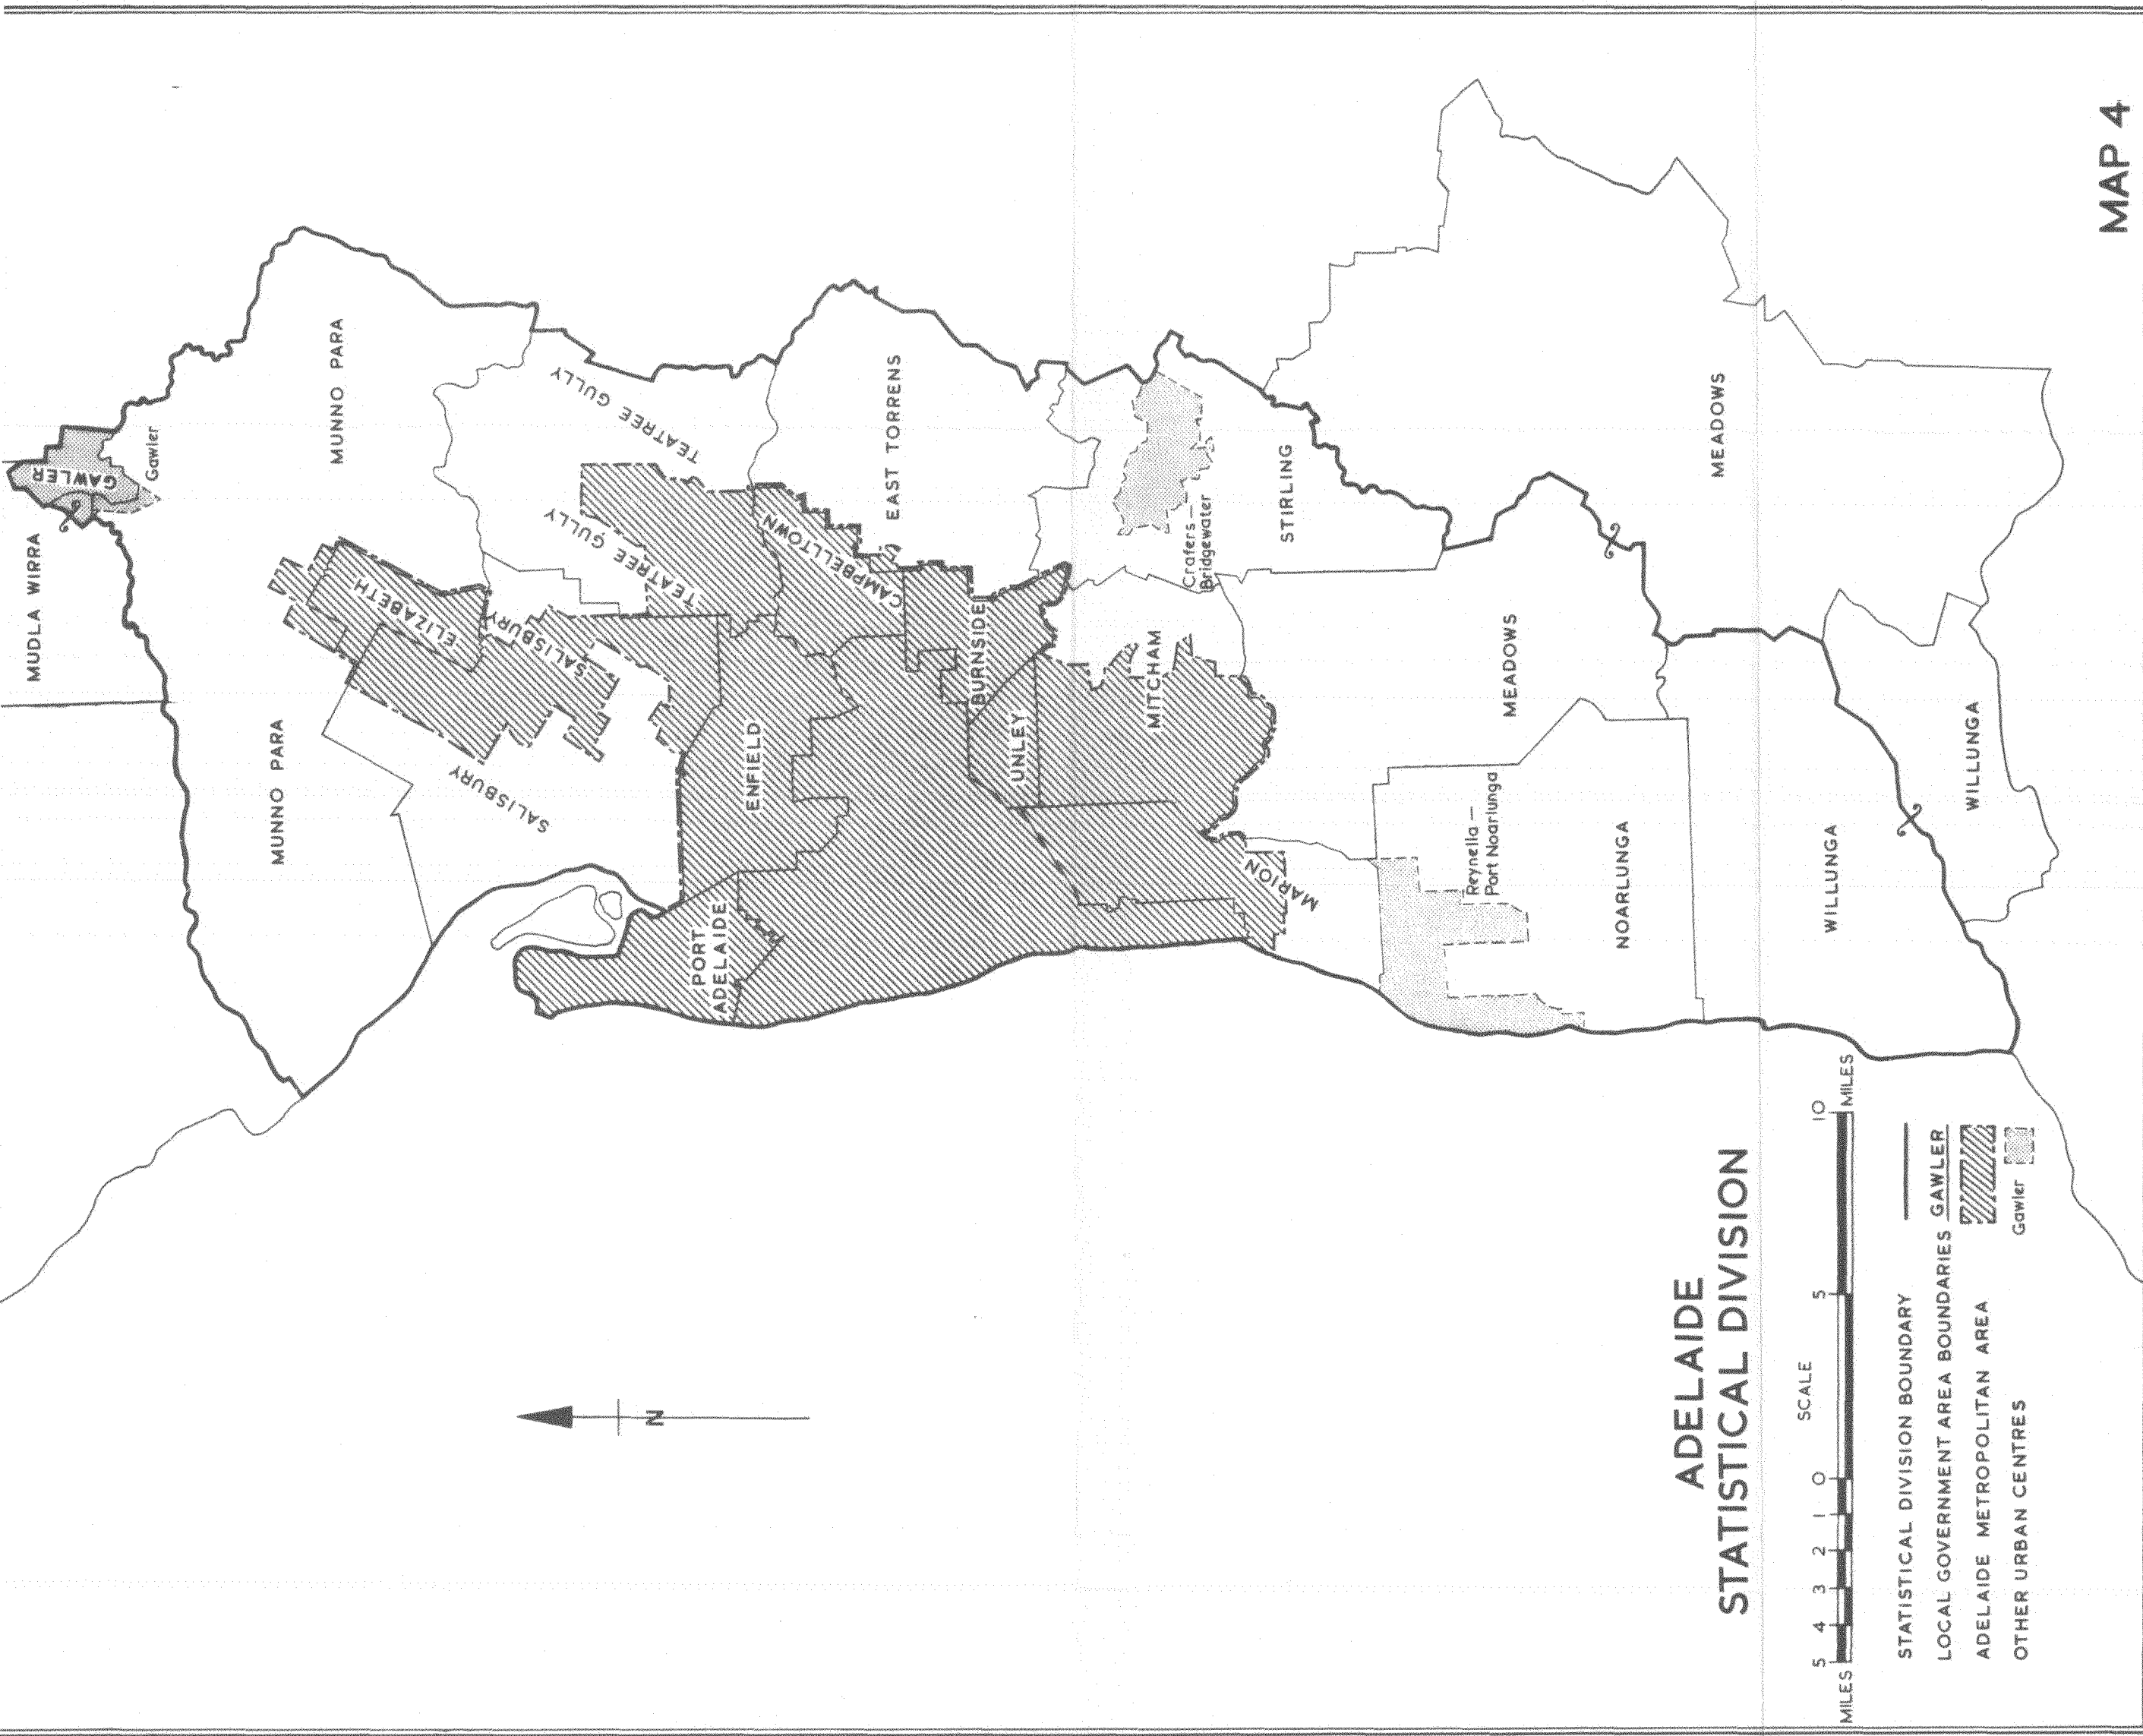 MAP 4
MUDLA WIRRA
GAWLER
Gawler
MUNNO PARA
MUNNO PARA
ELIZABETH
SALISBURY
SALISBURY
TEATREE GULLY
TEATREE GULLY
CAMPBELLTOWN
EAST TORRENS
ENFIELD
PORT
ADELAIDE
BURNSIDE
UNLEY
MITCHAM
MARION
Crafers —
Bridgewater
STIRLING
MEADOWS
MEADOWS
Reynella —
Port Noarlunga
NOARLUNGA
WILLUNGA
WILLUNGA
N
ADELAIDE
STATISTICAL DIVISION
SCALE
MILES 5 4 3 2 1 0 5 10 MILES
STATISTICAL DIVISION BOUNDARY
LOCAL GOVERNMENT AREA BOUNDARIES GAWLER
ADELAIDE METROPOLITAN AREA
OTHER URBAN CENTRES Gawler